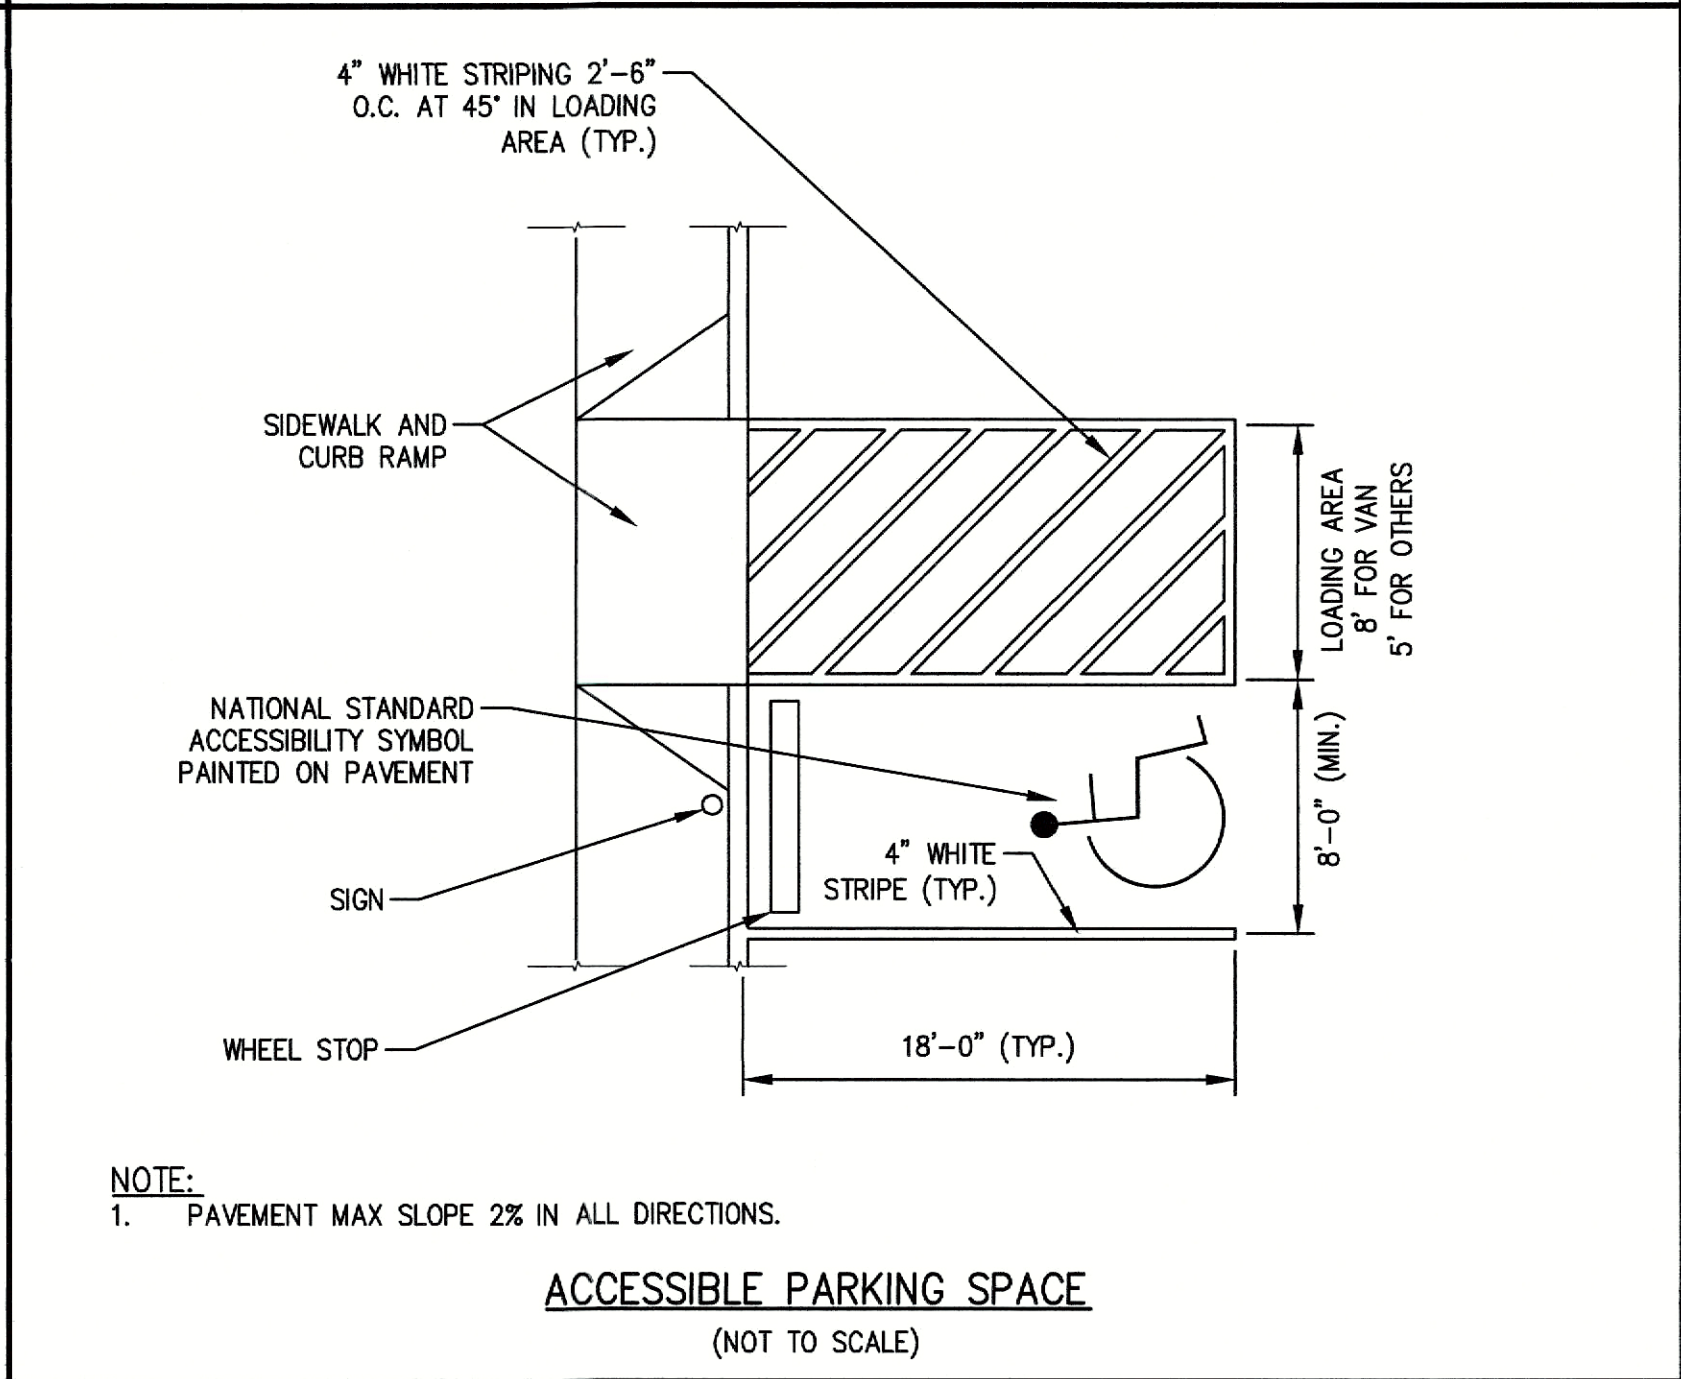 4" WHITE STRIPING 2'-6"
O.C. AT 45° IN LOADING
AREA (TYP.)
SIDEWALK AND
CURB RAMP
LOADING AREA
8' FOR VAN
5' FOR OTHERS
NATIONAL STANDARD
ACCESSIBILITY SYMBOL
PAINTED ON PAVEMENT
8'-0" (MIN.)
4" WHITE
STRIPE (TYP.)
SIGN
WHEEL STOP
18'-0" (TYP.)
NOTE:
1. PAVEMENT MAX SLOPE 2% IN ALL DIRECTIONS.
ACCESSIBLE PARKING SPACE
(NOT TO SCALE)